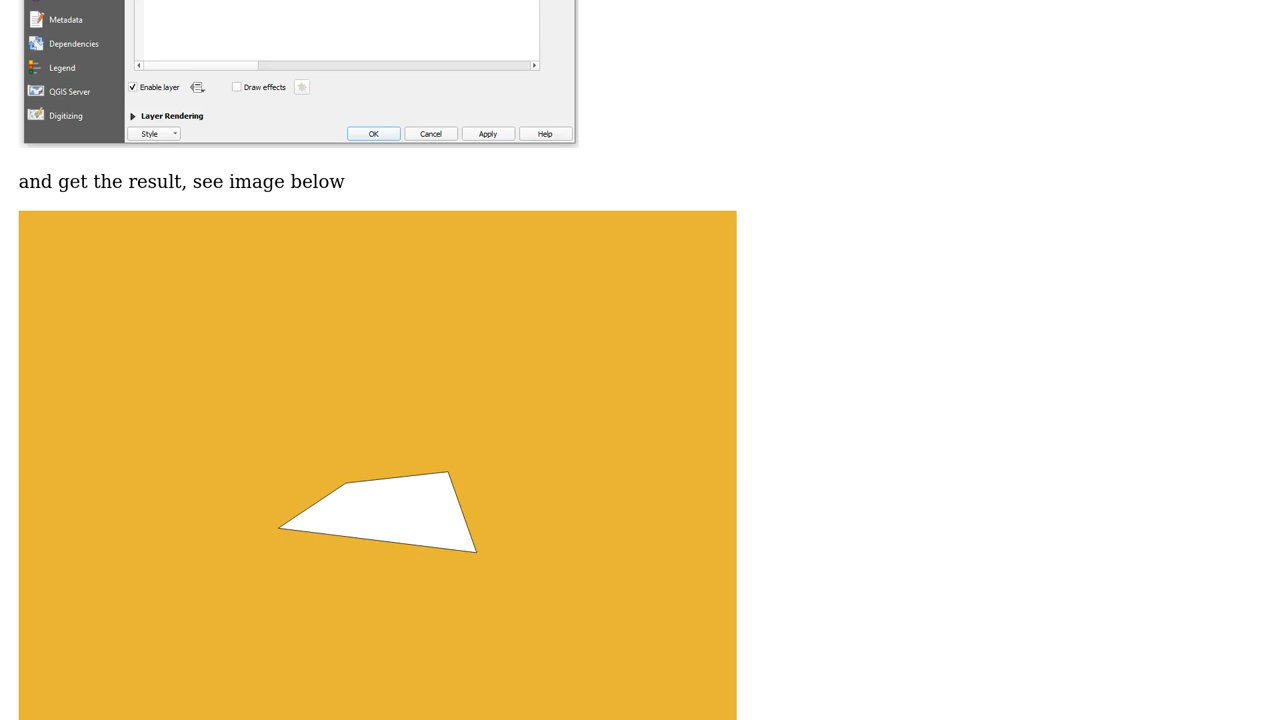 Metadata
Dependencies
Legend
QGIS Server
Digitizing
Enable layer
Draw effects
Layer Rendering
Style
OK
Cancel
Apply
Help
and get the result, see image below